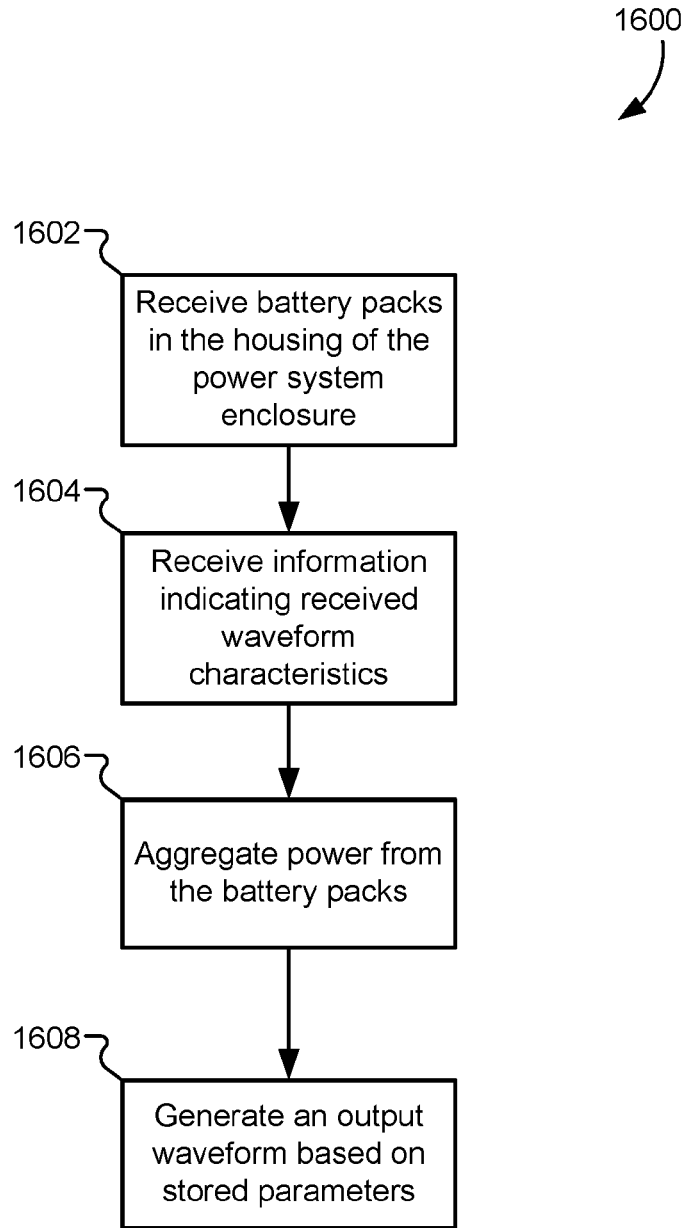 1600
1602
Receive battery packs
in the housing of the
power system
enclosure
1604
Receive information
indicating received
waveform
characteristics
1606
Aggregate power from
the battery packs
1608
Generate an output
waveform based on
stored parameters